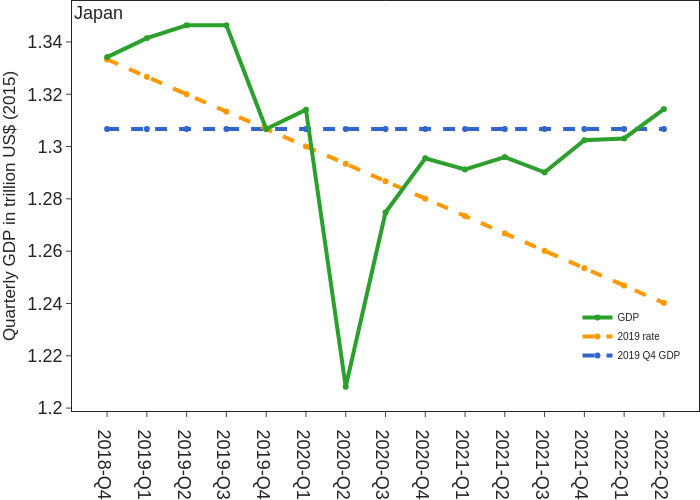 Japan
Quarterly GDP in trillion US$ (2015)
1.34
1.32
1.3
1.28
1.26
1.24
1.22
1.2
GDP
2019 rate
2019 Q4 GDP
2018-Q4
2019-Q1
2019-Q2
2019-Q3
2019-Q4
2020-Q1
2020-Q2
2020-Q3
2020-Q4
2021-Q1
2021-Q2
2021-Q3
2021-Q4
2022-Q1
2022-Q2